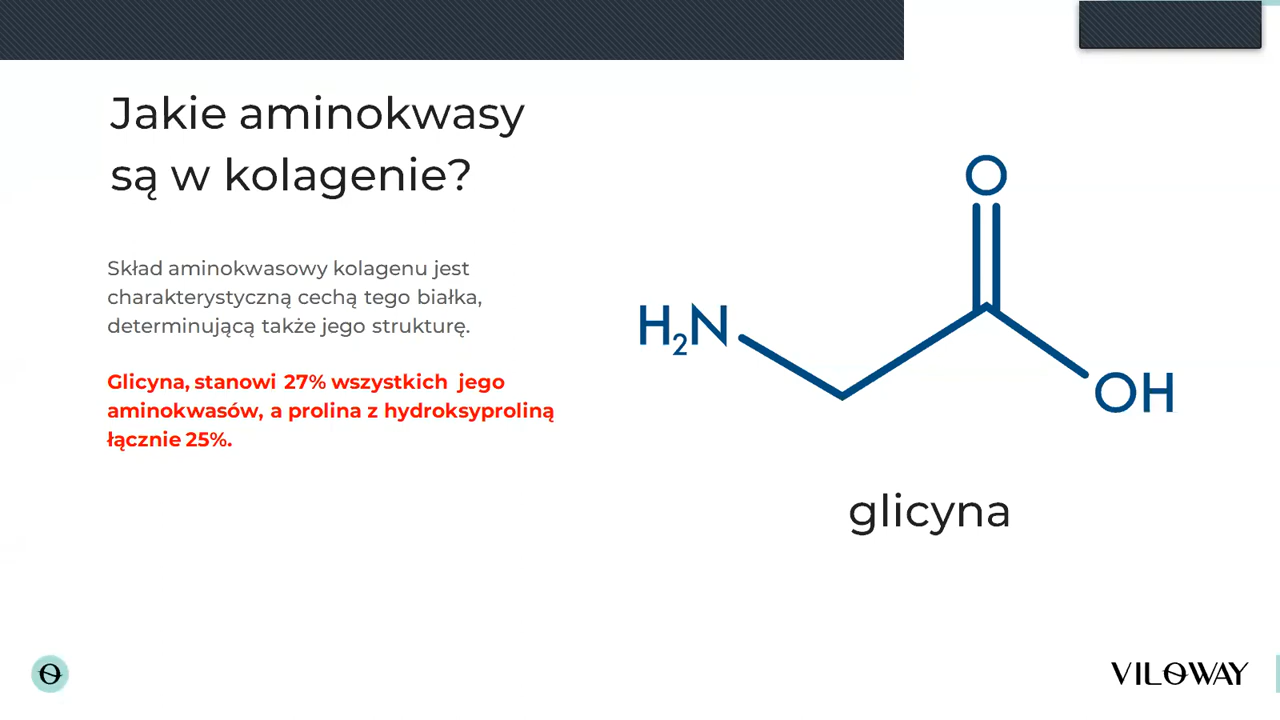 Jakie aminokwasy
są w kolagenie?
Skład aminokwasowy kolagenu jest
charakterystyczną cechą tego białka,
determinującą także jego strukturę.
Glicyna, stanowi 27% wszystkich jego
aminokwasów, a prolina z hydroksyproliną
łącznie 25%.
O
H₂N
OH
glicyna
VILOWAY